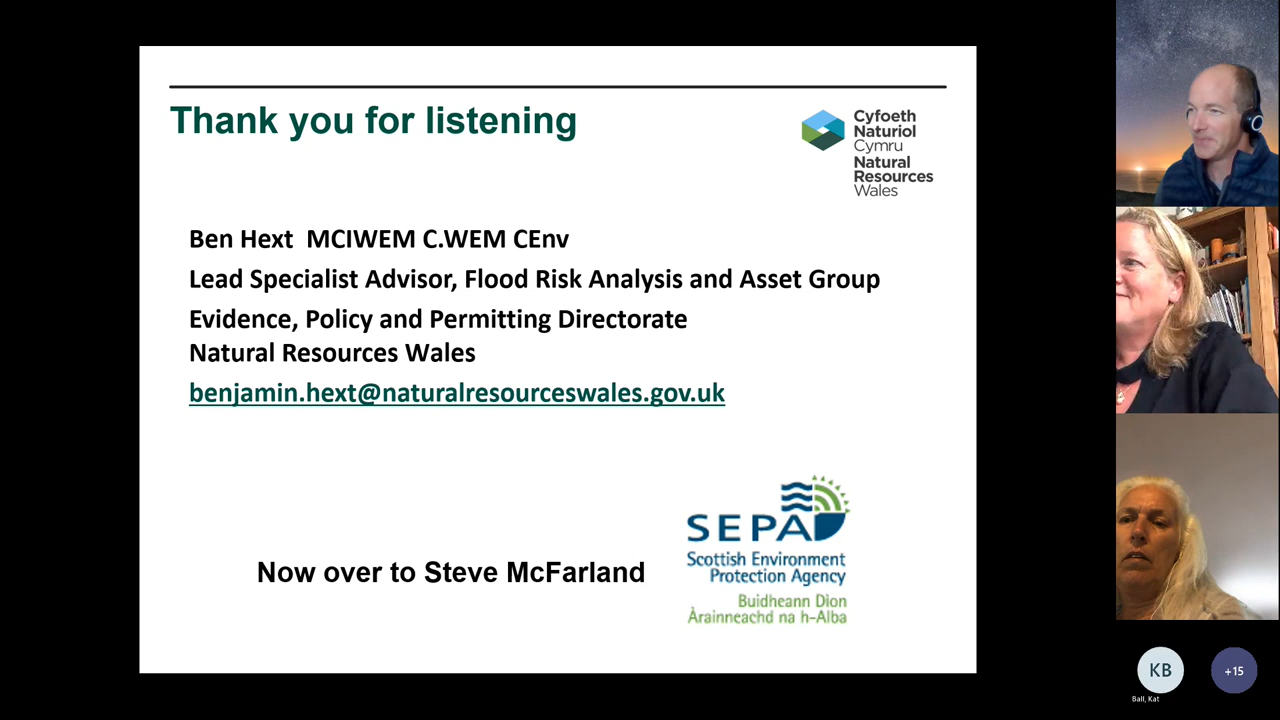 Thank you for listening
Cyfoeth
Naturiol
Cymru
Natural
Resources
Wales
Ben Hext MCIWEM C.WEM CEnv
Lead Specialist Advisor, Flood Risk Analysis and Asset Group
Evidence, Policy and Permitting Directorate
Natural Resources Wales
benjamin.hext@naturalresourceswales.gov.uk
Now over to Steve McFarland
SEPA
Scottish Environment
Protection Agency
Buidheann Dìon
Àrainneachd na h-Alba
KB
+15
Ball, Kat